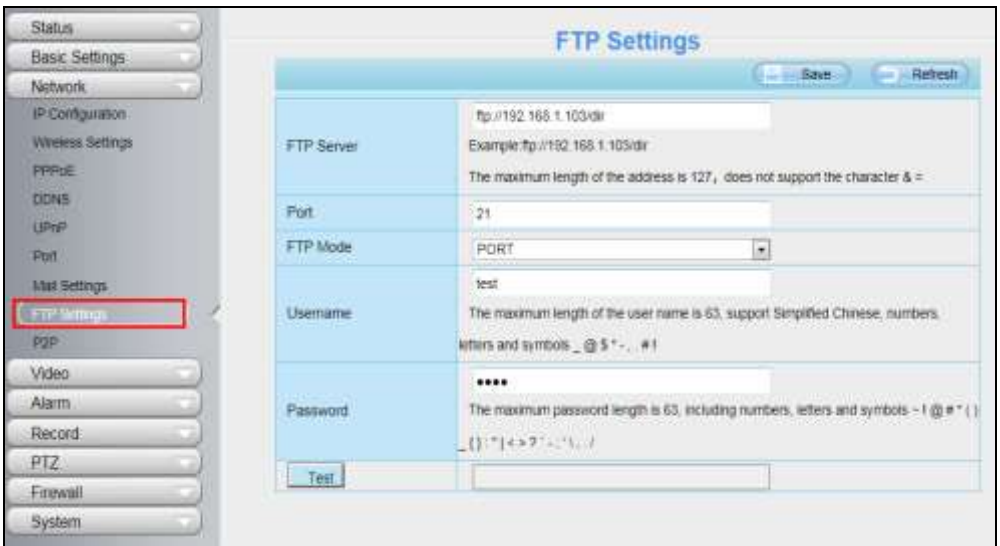 Status
Basic Settings
Network
IP Configuration
Wireless Settings
PPPoE
DDNS
UPnP
Port
Mail Settings
FTP Settings
P2P
Video
Alarm
Record
PTZ
Firewall
System
FTP Settings
Save
Refresh
FTP Server
ftp://192.168.1.103/dir
Example:ftp://192.168.1.103/dir
The maximum length of the address is 127, does not support the character & =
Port
21
FTP Mode
PORT
Username
test
The maximum length of the user name is 63, support Simplified Chinese, numbers,
letters and symbols _ @ $ * - , . # !
Password
••••
The maximum password length is 63, including numbers, letters and symbols ~ ! @ # * ( )
Test